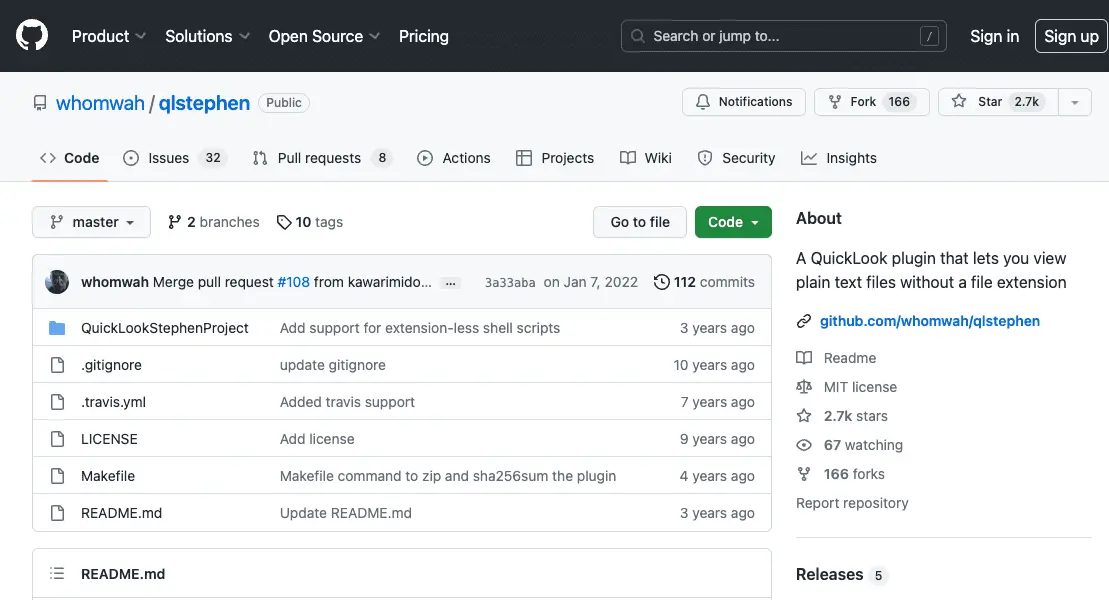 Product Solutions Open Source Pricing Search or jump to... / Sign in Sign up
whomwah / qlstephen Public Notifications Fork 166 Star 2.7k
Code Issues 32 Pull requests 8 Actions Projects Wiki Security Insights
master 2 branches 10 tags Go to file Code
whomwah Merge pull request #108 from kawarimido... ... 3a33aba on Jan 7, 2022 112 commits
QuickLookStephenProject Add support for extension-less shell scripts 3 years ago
.gitignore update gitignore 10 years ago
.travis.yml Added travis support 7 years ago
LICENSE Add license 9 years ago
Makefile Makefile command to zip and sha256sum the plugin 4 years ago
README.md Update README.md 3 years ago
README.md
About
A QuickLook plugin that lets you view
plain text files without a file extension
github.com/whomwah/qlstephen
Readme
MIT license
2.7k stars
67 watching
166 forks
Report repository
Releases 5